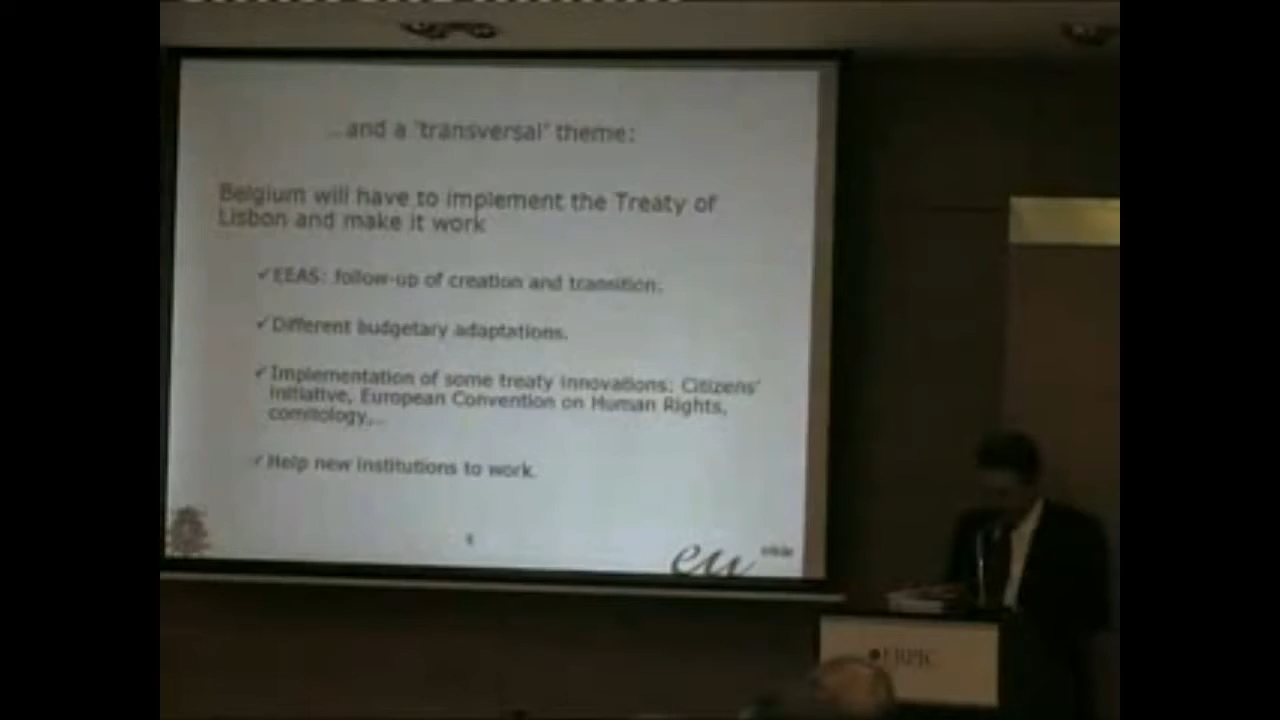 ...and a 'transversal' theme:
Belgium will have to implement the Treaty of
Lisbon and make it work
✓EEAS: follow-up of creation and transition.
✓Different budgetary adaptations.
✓Implementation of some treaty innovations: Citizens'
Initiative, European Convention on Human Rights,
comitology,...
✓Help new institutions to work.
eu